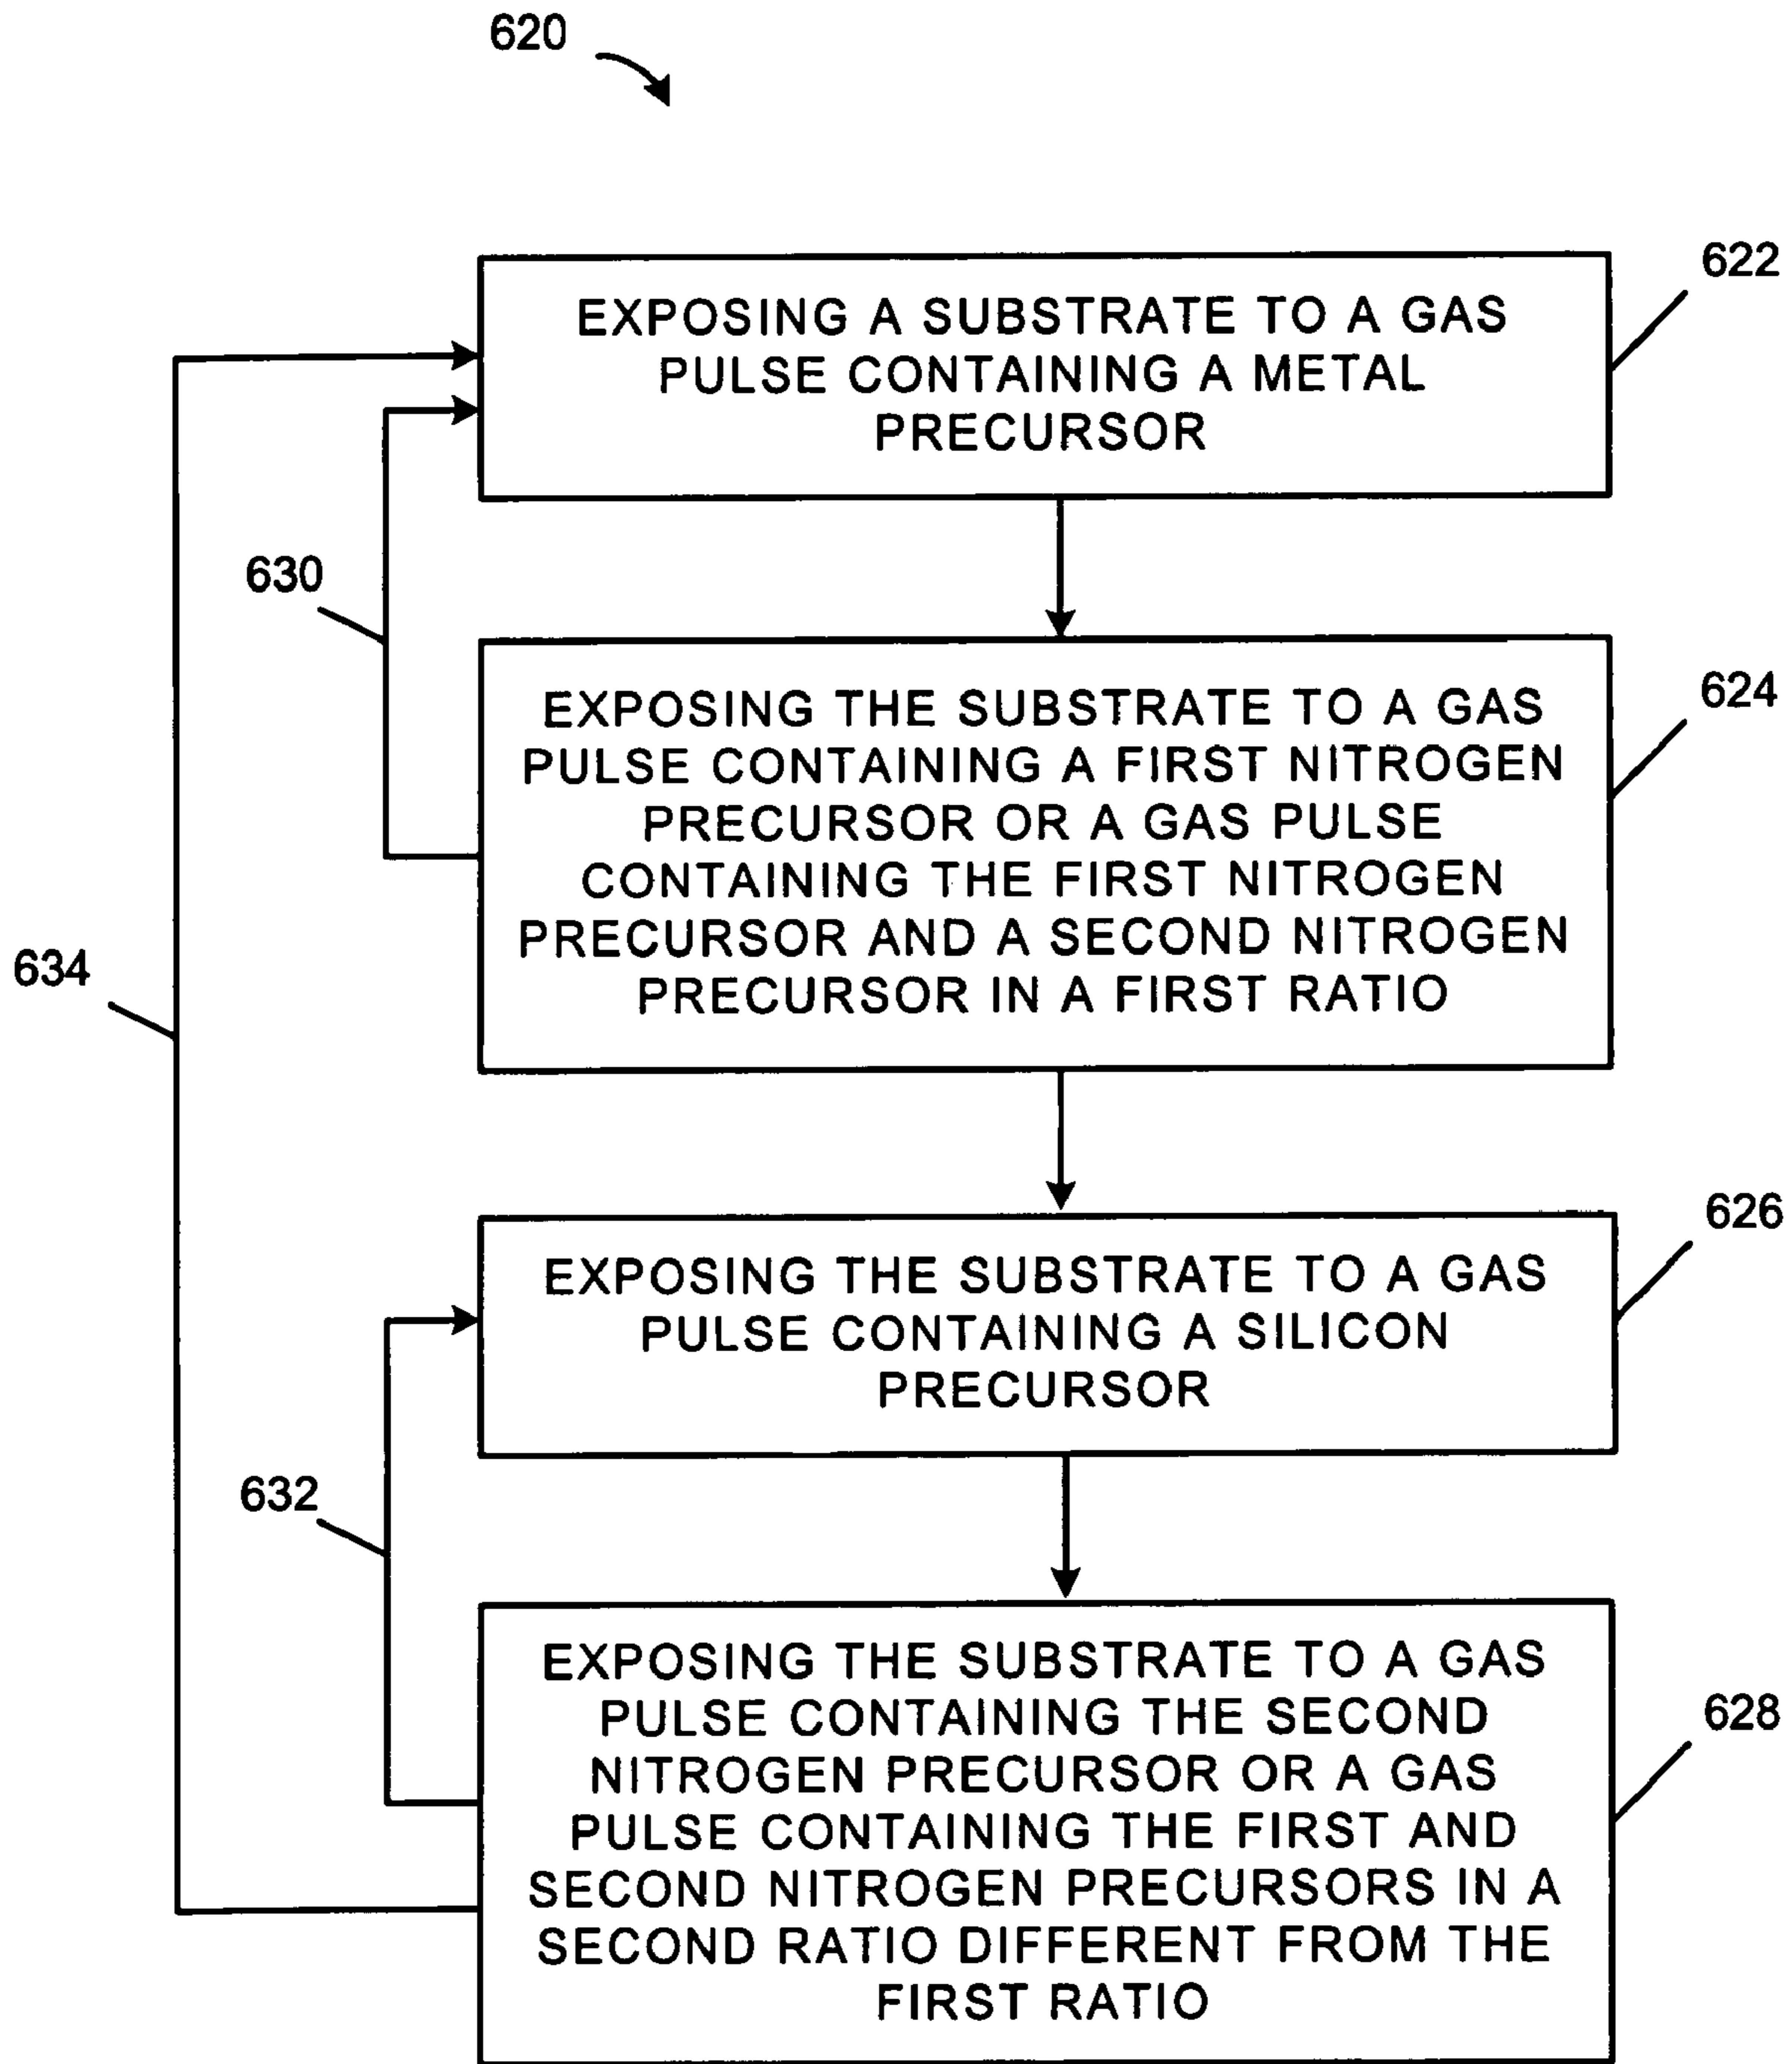 620
622
EXPOSING A SUBSTRATE TO A GAS
PULSE CONTAINING A METAL
PRECURSOR
630
624
EXPOSING THE SUBSTRATE TO A GAS
PULSE CONTAINING A FIRST NITROGEN
PRECURSOR OR A GAS PULSE
CONTAINING THE FIRST NITROGEN
PRECURSOR AND A SECOND NITROGEN
PRECURSOR IN A FIRST RATIO
634
626
EXPOSING THE SUBSTRATE TO A GAS
PULSE CONTAINING A SILICON
PRECURSOR
632
628
EXPOSING THE SUBSTRATE TO A GAS
PULSE CONTAINING THE SECOND
NITROGEN PRECURSOR OR A GAS
PULSE CONTAINING THE FIRST AND
SECOND NITROGEN PRECURSORS IN A
SECOND RATIO DIFFERENT FROM THE
FIRST RATIO